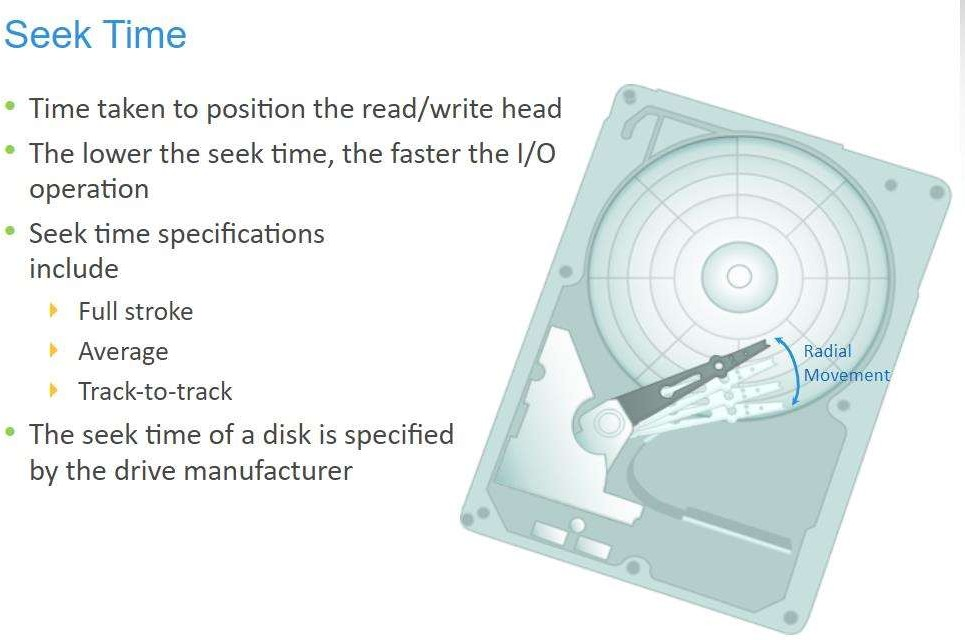 Seek Time
• Time taken to position the read/write head
• The lower the seek time, the faster the I/O
operation
• Seek time specifications
include
Full stroke
Average
Track-to-track
• The seek time of a disk is specified
by the drive manufacturer
Radial
Movement